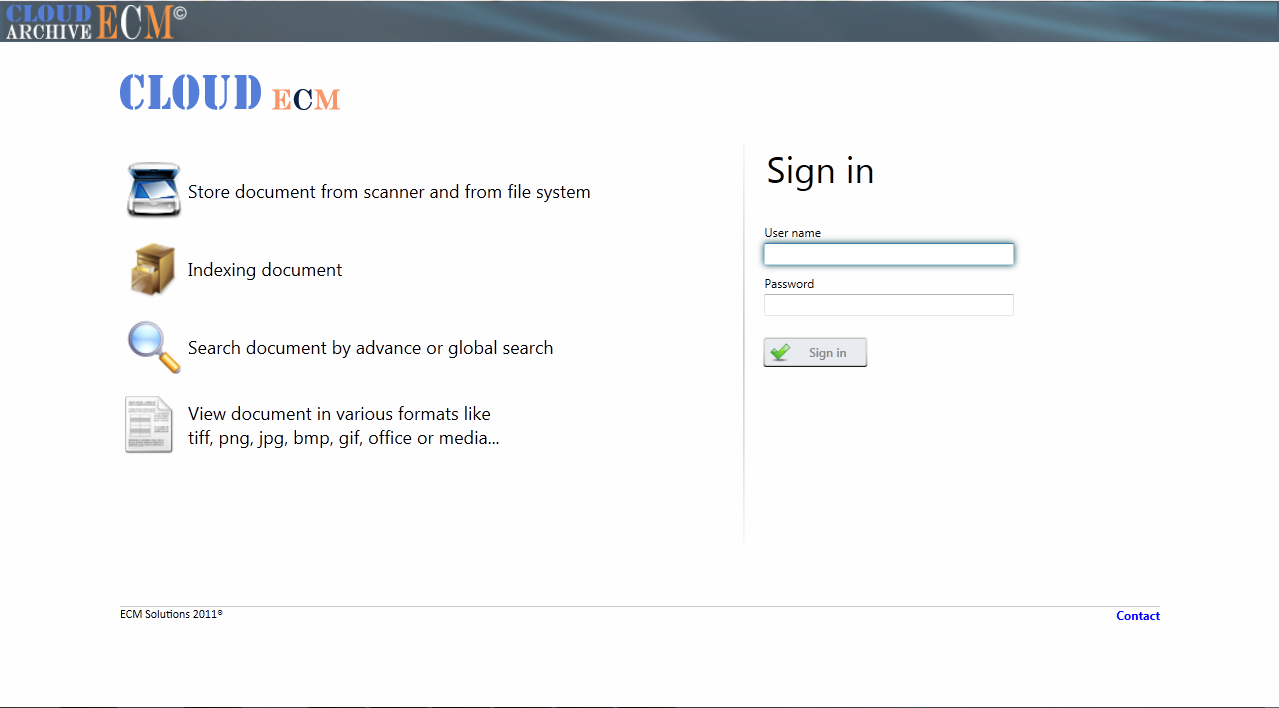 CLOUD
ARCHIVE ECM©
CLOUD ECM
Store document from scanner and from file system
Indexing document
Search document by advance or global search
View document in various formats like
tiff, png, jpg, bmp, gif, office or media...
Sign in
User name
Password
Sign in
ECM Solutions 2011®
Contact